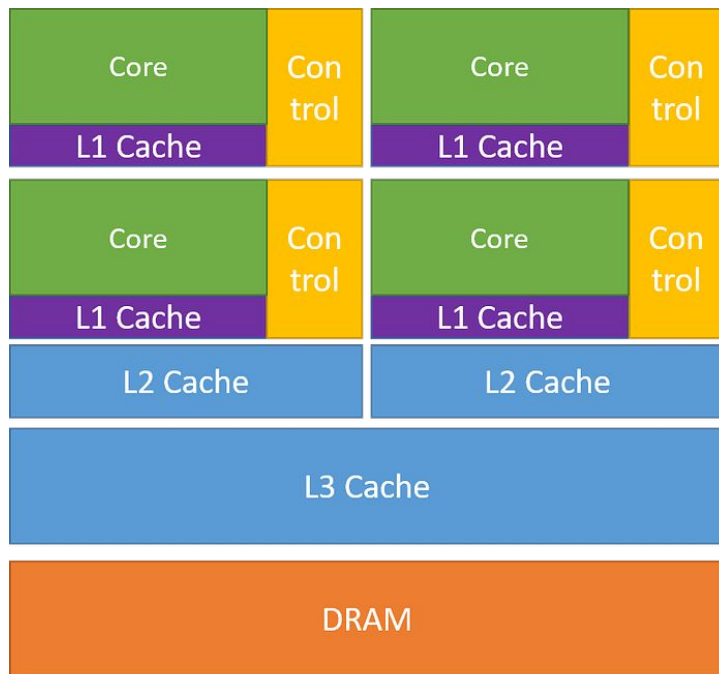 Core
Con
trol
L1 Cache
Core
Con
trol
L1 Cache
Core
Con
trol
L1 Cache
Core
Con
trol
L1 Cache
L2 Cache
L2 Cache
L3 Cache
DRAM